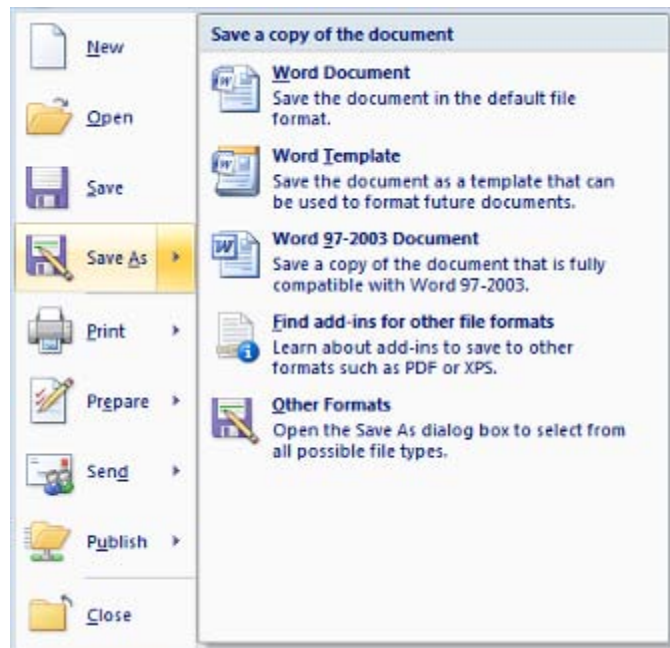 New
Open
Save
Save As
Print
Prepare
Send
Publish
Close
Save a copy of the document
Word Document
Save the document in the default file
format.
Word Template
Save the document as a template that can
be used to format future documents.
Word 97-2003 Document
Save a copy of the document that is fully
compatible with Word 97-2003.
Find add-ins for other file formats
Learn about add-ins to save to other
formats such as PDF or XPS.
Other Formats
Open the Save As dialog box to select from
all possible file types.